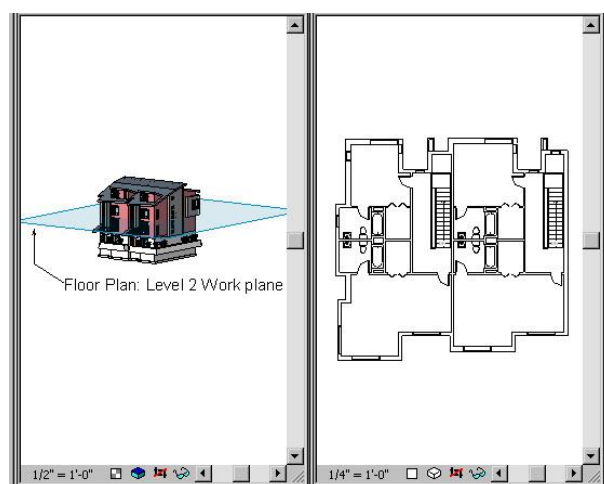 Floor Plan: Level 2 Work plane
1/2" = 1'-0"
1/4" = 1'-0"